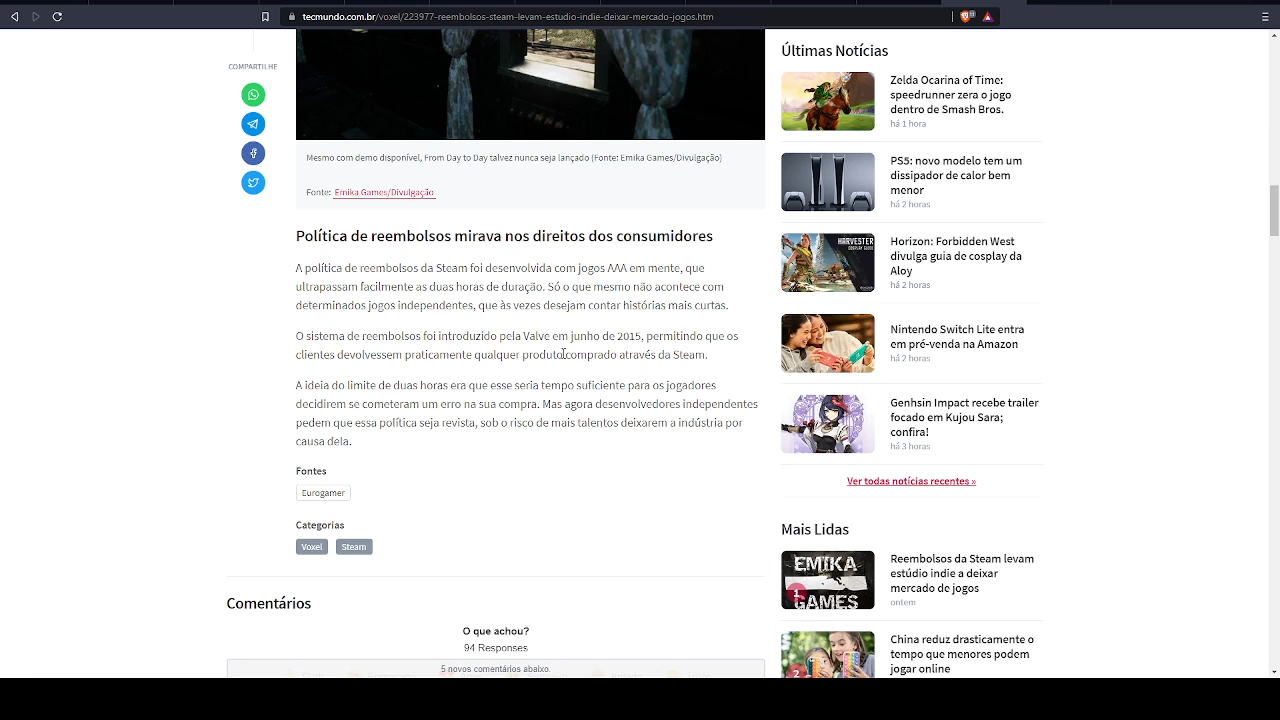 tecmundo.com.br/voxel/223977-reembolsos-steam-levam-estudio-indie-deixar-mercado-jogos.htm
COMPARTILHE
Mesmo com demo disponível, From Day to Day talvez nunca seja lançado (Fonte: Emika Games/Divulgação)
Fonte: Emika Games/Divulgação
Política de reembolsos mirava nos direitos dos consumidores
A política de reembolsos da Steam foi desenvolvida com jogos AAA em mente, que
ultrapassam facilmente as duas horas de duração. Só o que mesmo não acontece com
determinados jogos independentes, que às vezes desejam contar histórias mais curtas.
O sistema de reembolsos foi introduzido pela Valve em junho de 2015, permitindo que os
clientes devolvessem praticamente qualquer produto comprado através da Steam.
A ideia do limite de duas horas era que esse seria tempo suficiente para os jogadores
decidirem se cometeram um erro na sua compra. Mas agora desenvolvedores independentes
pedem que essa política seja revista, sob o risco de mais talentos deixarem a indústria por
causa dela.
Fontes
Eurogamer
Categorias
Voxel Steam
Comentários
O que achou?
94 Responses
5 novos comentários abaixo.
Últimas Notícias
Zelda Ocarina of Time:
speedrunner zera o jogo
dentro de Smash Bros.
há 1 hora
PS5: novo modelo tem um
dissipador de calor bem
menor
há 2 horas
HARVESTER
Horizon: Forbidden West
divulga guia de cosplay da
Aloy
há 2 horas
Nintendo Switch Lite entra
em pré-venda na Amazon
há 2 horas
Genhsin Impact recebe trailer
focado em Kujou Sara;
confira!
há 3 horas
Ver todas notícias recentes »
Mais Lidas
EMIKA
1
GAMES
Reembolsos da Steam levam
estúdio indie a deixar
mercado de jogos
ontem
2
China reduz drasticamente o
tempo que menores podem
jogar online